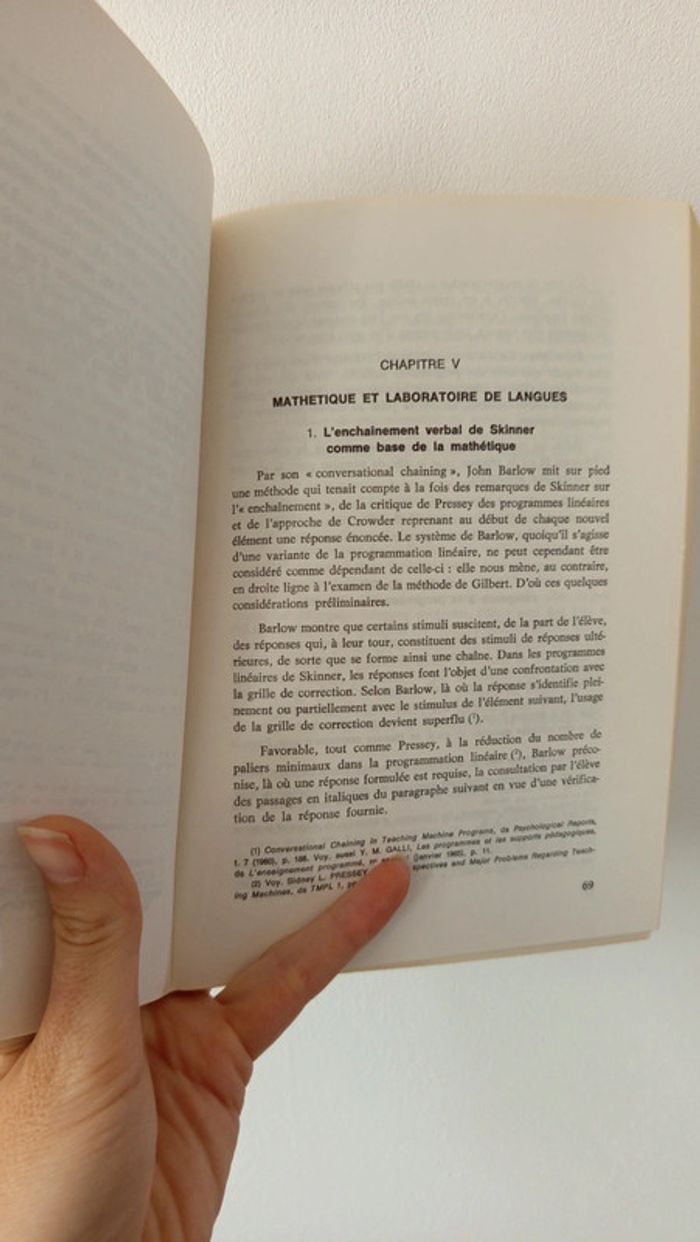 CHAPITRE V
MATHETIQUE ET LABORATOIRE DE LANGUES
1. L'enchaînement verbal de Skinner
comme base de la mathétique
Par son « conversational chaining », John Barlow mit sur pied
une méthode qui tenait compte à la fois des remarques de Skinner sur
l'« enchaînement », de la critique de Pressey des programmes linéaires
et de l'approche de Crowder reprenant au début de chaque nouvel
élément une réponse énoncée. Le système de Barlow, quoiqu'il s'agisse
d'une variante de la programmation linéaire, ne peut cependant être
considéré comme dépendant de celle-ci : elle nous mène, au contraire,
en droite ligne à l'examen de la méthode de Gilbert. D'où ces quelques
considérations préliminaires.
Barlow montre que certains stimuli suscitent, de la part de l'élève,
des réponses qui, à leur tour, constituent des stimuli de réponses ulté-
rieures, de sorte que se forme ainsi une chaîne. Dans les programmes
linéaires de Skinner, les réponses font l'objet d'une confrontation avec
la grille de correction. Selon Barlow, là où la réponse s'identifie plei-
nement ou partiellement avec le stimulus de l'élément suivant, l'usage
de la grille de correction devient superflu (¹).
Favorable, tout comme Pressey, à la réduction du nombre de
paliers minimaux dans la programmation linéaire (²), Barlow préco-
nise, là où une réponse formulée est requise, la consultation par l'élève
des passages en italiques du paragraphe suivant en vue d'une vérifica-
tion de la réponse fournie.
(1) Conversational Chaining in Teaching Machine Programs, ds Psychological Reports,
t. 7 (1960), p. 188. Voy. aussi Y. M. GALLI, Les programmes et les supports pédagogiques,
ds L'enseignement programmé, (janvier 1965), p. 11.
(2) Voy. Sidney L. PRESSEY and Major Problems Regarding Teach-
ing Machines, ds TMPL 1,
69